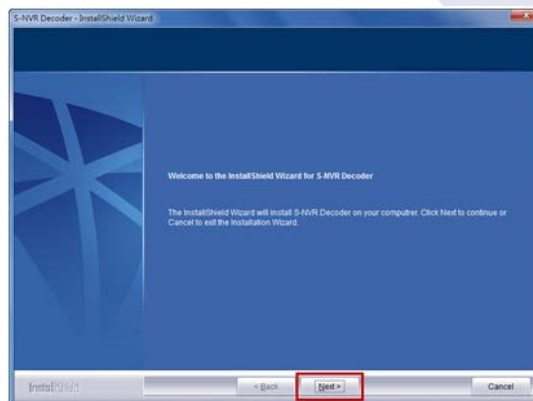 S-NVR Decoder - InstallShield Wizard
Welcome to the InstallShield Wizard for S-NVR Decoder
The InstallShield Wizard will install S-NVR Decoder on your computrer. Click Next to continue or
Cancel to exit the Installation Wizard.
InstallShield
< Back
Next >
Cancel